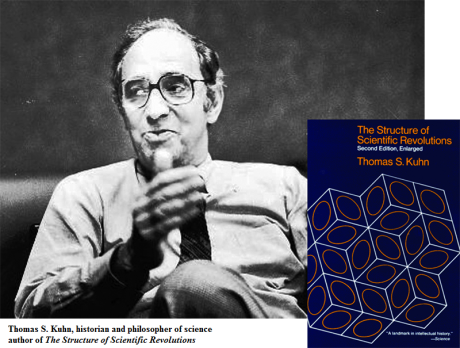 The Structure of
Scientific Revolutions
Second Edition, Enlarged
Thomas S. Kuhn
"A landmark in intellectual history."
—Science
Thomas S. Kuhn, historian and philosopher of science
author of The Structure of Scientific Revolutions